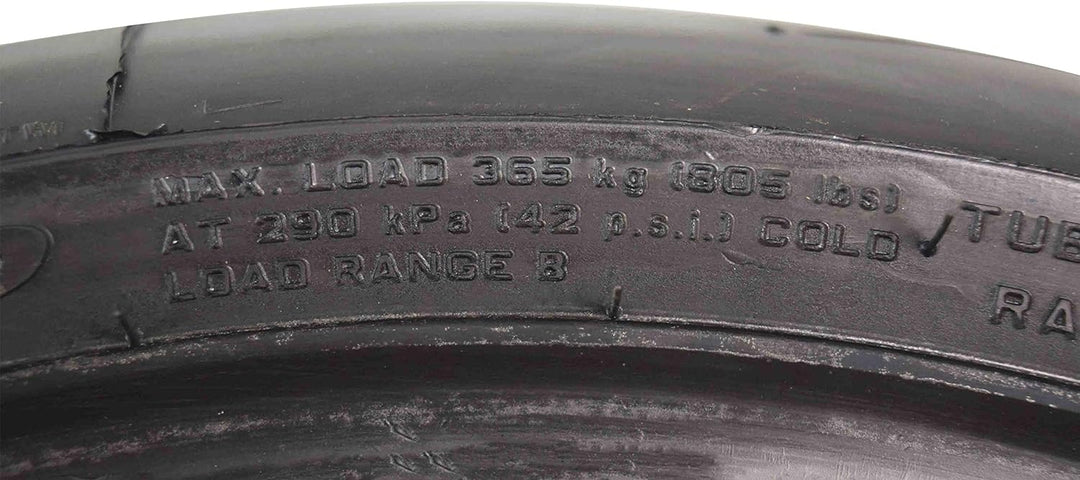 MAX. LOAD 365 kg (805 lbs)
AT 290 kPa (42 p.s.i.) COLD
LOAD RANGE B